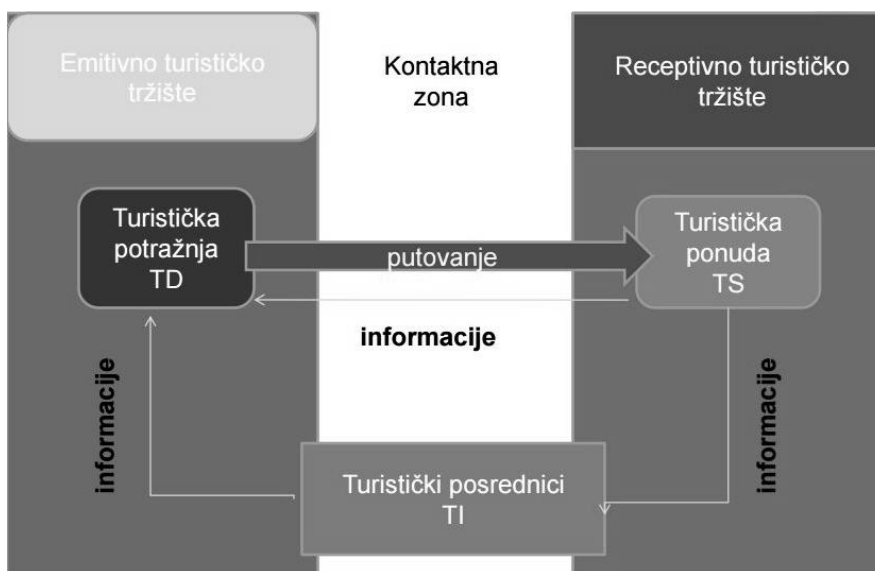 Emitivno turističko
tržište
Kontaktna
zona
Receptivno turističko
tržište
Turistička
potražnja
TD
putovanje
Turistička
ponuda
TS
informacije
informacije
informacije
Turistički posrednici
TI